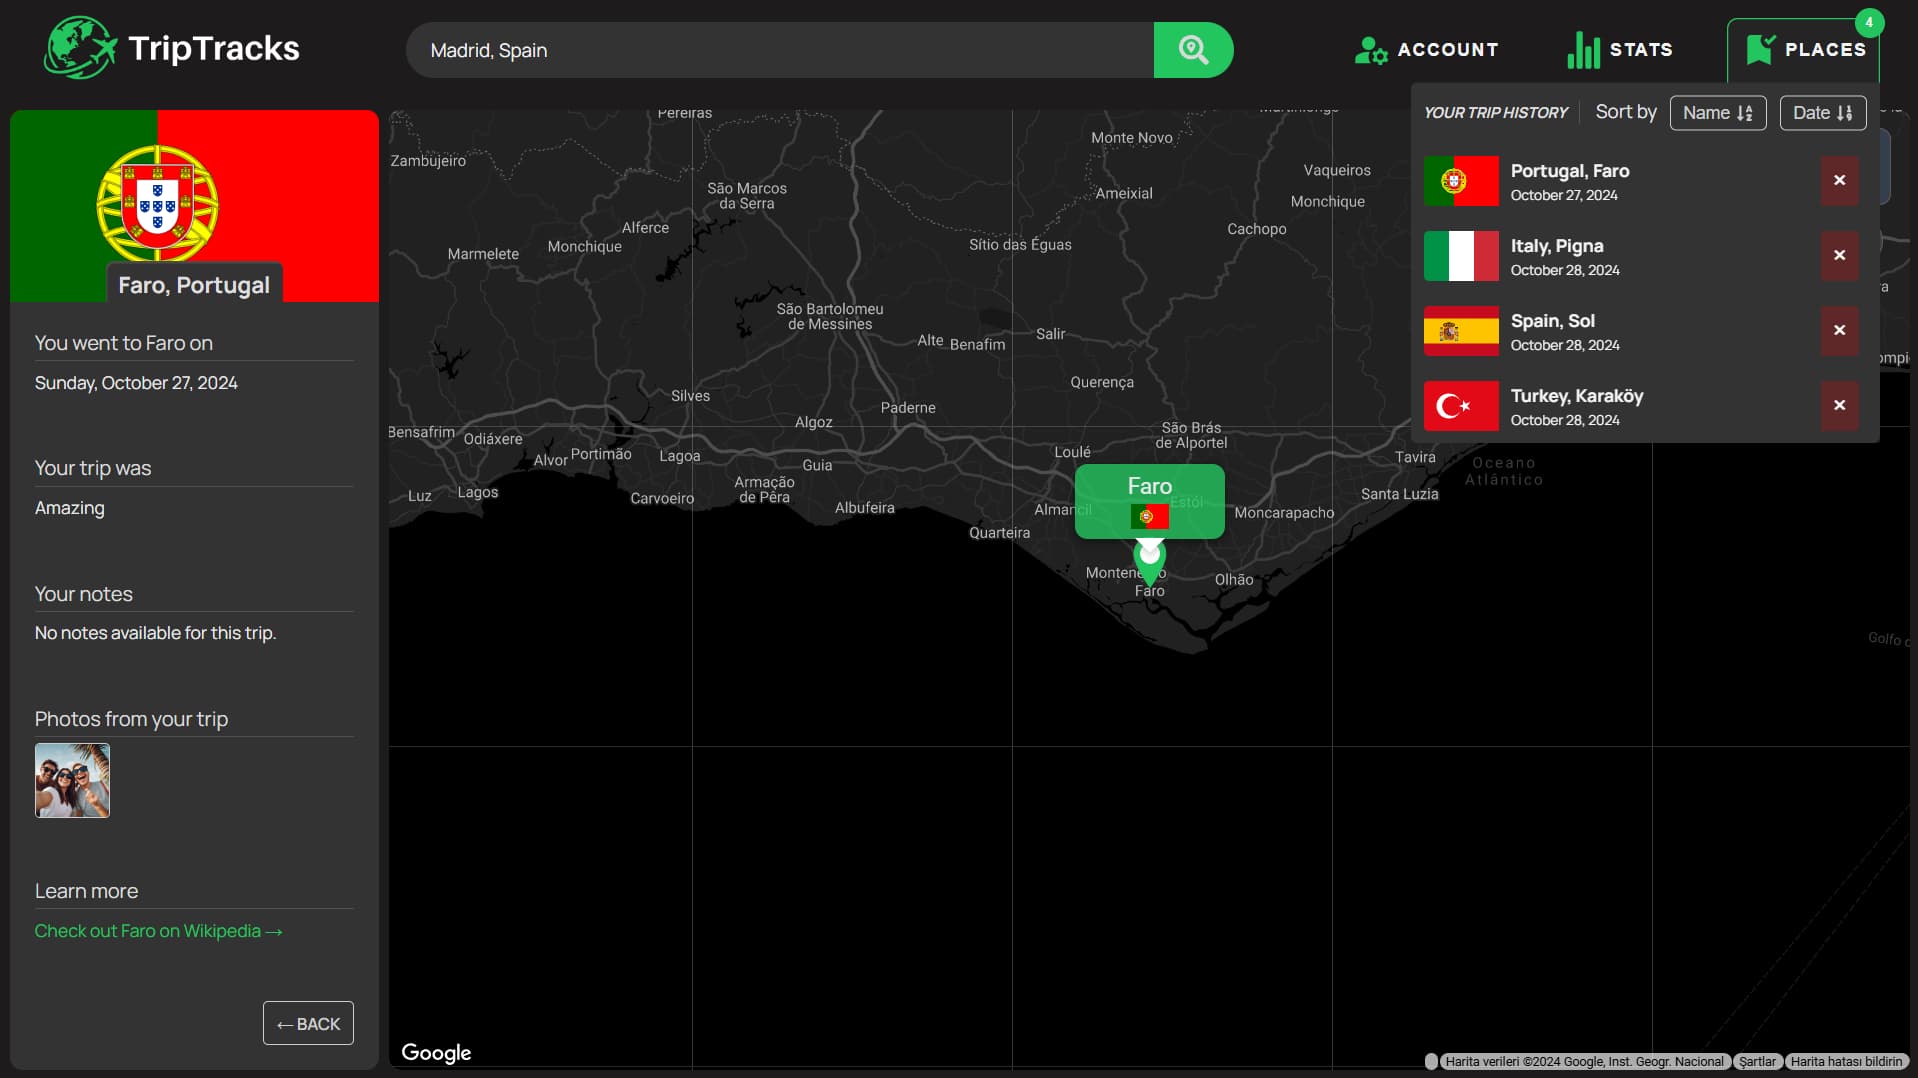 TripTracks
Madrid, Spain
ACCOUNT
STATS
PLACES
4
YOUR TRIP HISTORY
Sort by
Name
Date
Portugal, Faro
October 27, 2024
Italy, Pigna
October 28, 2024
Spain, Sol
October 28, 2024
Turkey, Karaköy
October 28, 2024
Faro, Portugal
You went to Faro on
Sunday, October 27, 2024
Your trip was
Amazing
Your notes
No notes available for this trip.
Photos from your trip
Learn more
Check out Faro on Wikipedia →
← BACK
Pereiras
Monte Novo
Zambujeiro
Vaqueiros
São Marcos
da Serra
Ameixial
Monchique
Alferce
Cachopo
Monchique
Sítio das Éguas
Marmelete
São Bartolomeu
de Messines
Salir
Alte
Benafim
Querença
Silves
Paderne
Algoz
São Brás
de Alportel
Bensafrim
Odiáxere
Loulé
Portimão
Lagoa
Alvor
Guia
Tavira
Oceano
Atlântico
Armação
de Pêra
Luz
Lagos
Carvoeiro
Santa Luzia
Albufeira
Almancil
Estói
Moncarapacho
Quarteira
Faro
Olhão
Faro
Golfo
Google
Harita verileri ©2024 Google, Inst. Geogr. Nacional
Şartlar
Harita hatası bildirin